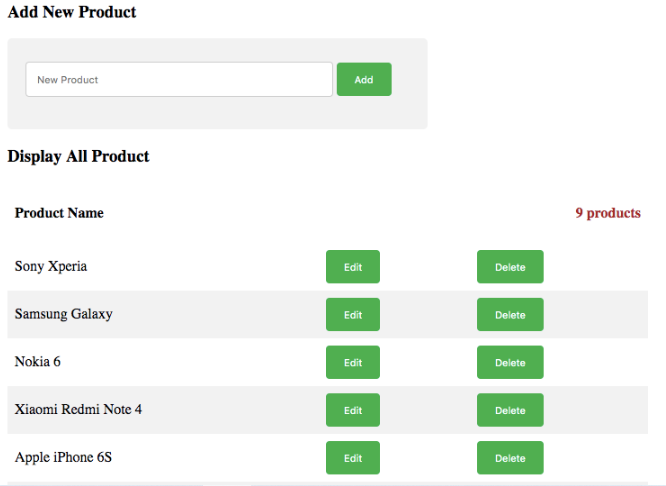 Add New Product
New Product Add
Display All Product
Product Name 9 products
Sony Xperia Edit Delete
Samsung Galaxy Edit Delete
Nokia 6 Edit Delete
Xiaomi Redmi Note 4 Edit Delete
Apple iPhone 6S Edit Delete